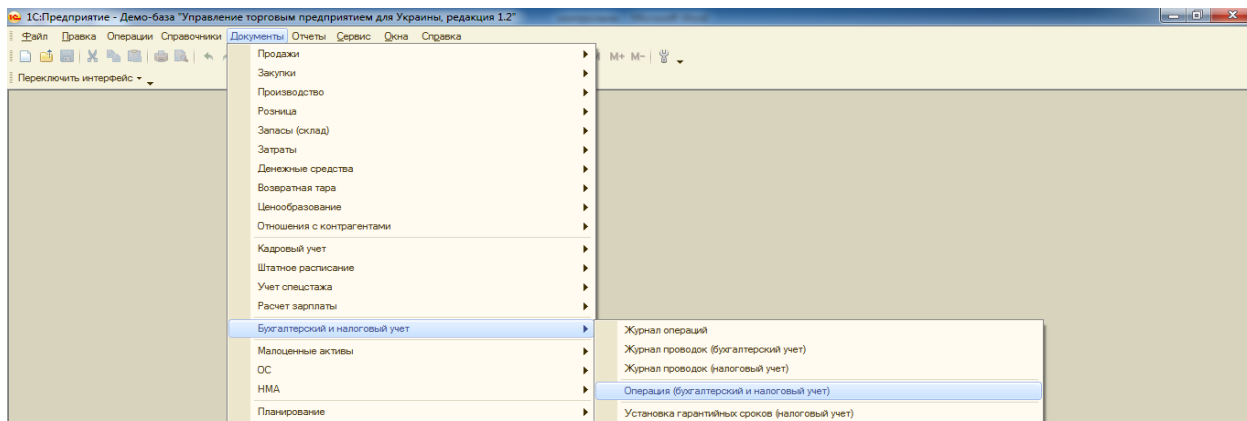 1С:Предприятие - Демо-база "Управление торговым предприятием для Украины, редакция 1.2"
Файл Правка Операции Справочники Документы Отчеты Сервис Окна Справка
M+ M-
Переключить интерфейс
Продажи
Закупки
Производство
Розница
Запасы (склад)
Затраты
Денежные средства
Возвратная тара
Ценообразование
Отношения с контрагентами
Кадровый учет
Штатное расписание
Учет спецстажа
Расчет зарплаты
Бухгалтерский и налоговый учет
Малоценные активы
ОС
НМА
Планирование
Журнал операций
Журнал проводок (бухгалтерский учет)
Журнал проводок (налоговый учет)
Операция (бухгалтерский и налоговый учет)
Установка гарантийных сроков (налоговый учет)